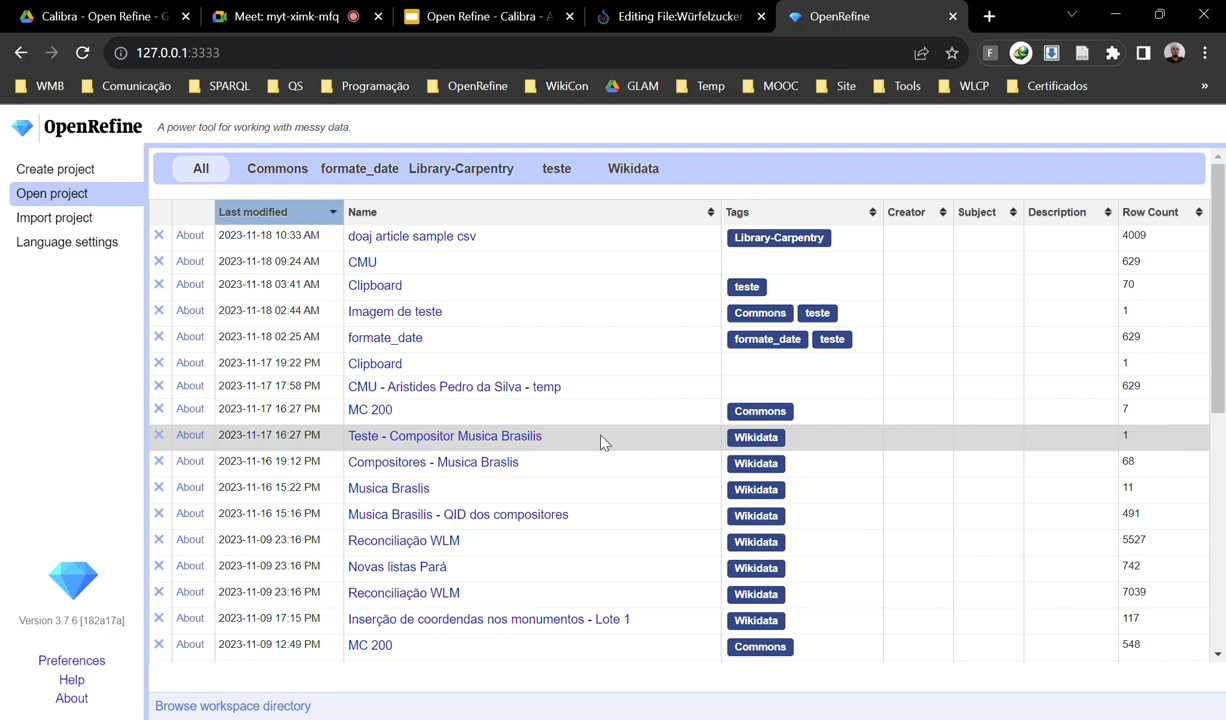 Calibra - Open Refine - G
Meet: myt-ximk-mfq
Open Refine - Calibra - A
Editing File:Würfelzucker
OpenRefine
127.0.0.1:3333
WMB Comunicação SPARQL QS Programação OpenRefine WikiCon GLAM Temp MOOC Site Tools WLCP Certificados »
OpenRefine A power tool for working with messy data.
Create project
Open project
Import project
Language settings
All Commons formate_date Library-Carpentry teste Wikidata
Last modified Name Tags Creator Subject Description Row Count
About 2023-11-18 10:33 AM doaj article sample csv Library-Carpentry 4009
About 2023-11-18 09:24 AM CMU 629
About 2023-11-18 03:41 AM Clipboard teste 70
About 2023-11-18 02:44 AM Imagem de teste Commons teste 1
About 2023-11-18 02:25 AM formate_date formate_date teste 629
About 2023-11-17 19:22 PM Clipboard 1
About 2023-11-17 17:58 PM CMU - Aristides Pedro da Silva - temp 629
About 2023-11-17 16:27 PM MC 200 Commons 7
About 2023-11-17 16:27 PM Teste - Compositor Musica Brasilis Wikidata 1
About 2023-11-16 19:12 PM Compositores - Musica Braslis Wikidata 68
About 2023-11-16 15:22 PM Musica Braslis Wikidata 11
About 2023-11-16 15:16 PM Musica Brasilis - QID dos compositores Wikidata 491
About 2023-11-09 23:16 PM Reconciliação WLM Wikidata 5527
About 2023-11-09 23:16 PM Novas listas Pará Wikidata 742
About 2023-11-09 23:16 PM Reconciliação WLM Wikidata 7039
About 2023-11-09 17:15 PM Inserção de coordendas nos monumentos - Lote 1 Wikidata 117
About 2023-11-09 12:49 PM MC 200 Commons 548
Version 3.7.6 [182a17a]
Preferences
Help
About
Browse workspace directory